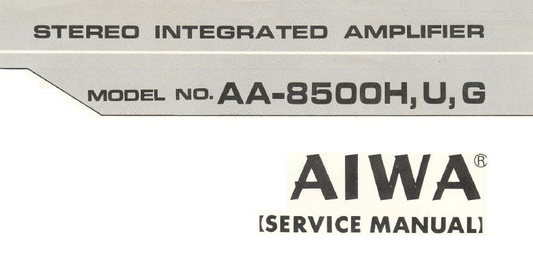 STEREO INTEGRATED AMPLIFIER
MODEL NO. AA-8500H, U, G
AIWA®
【SERVICE MANUAL】